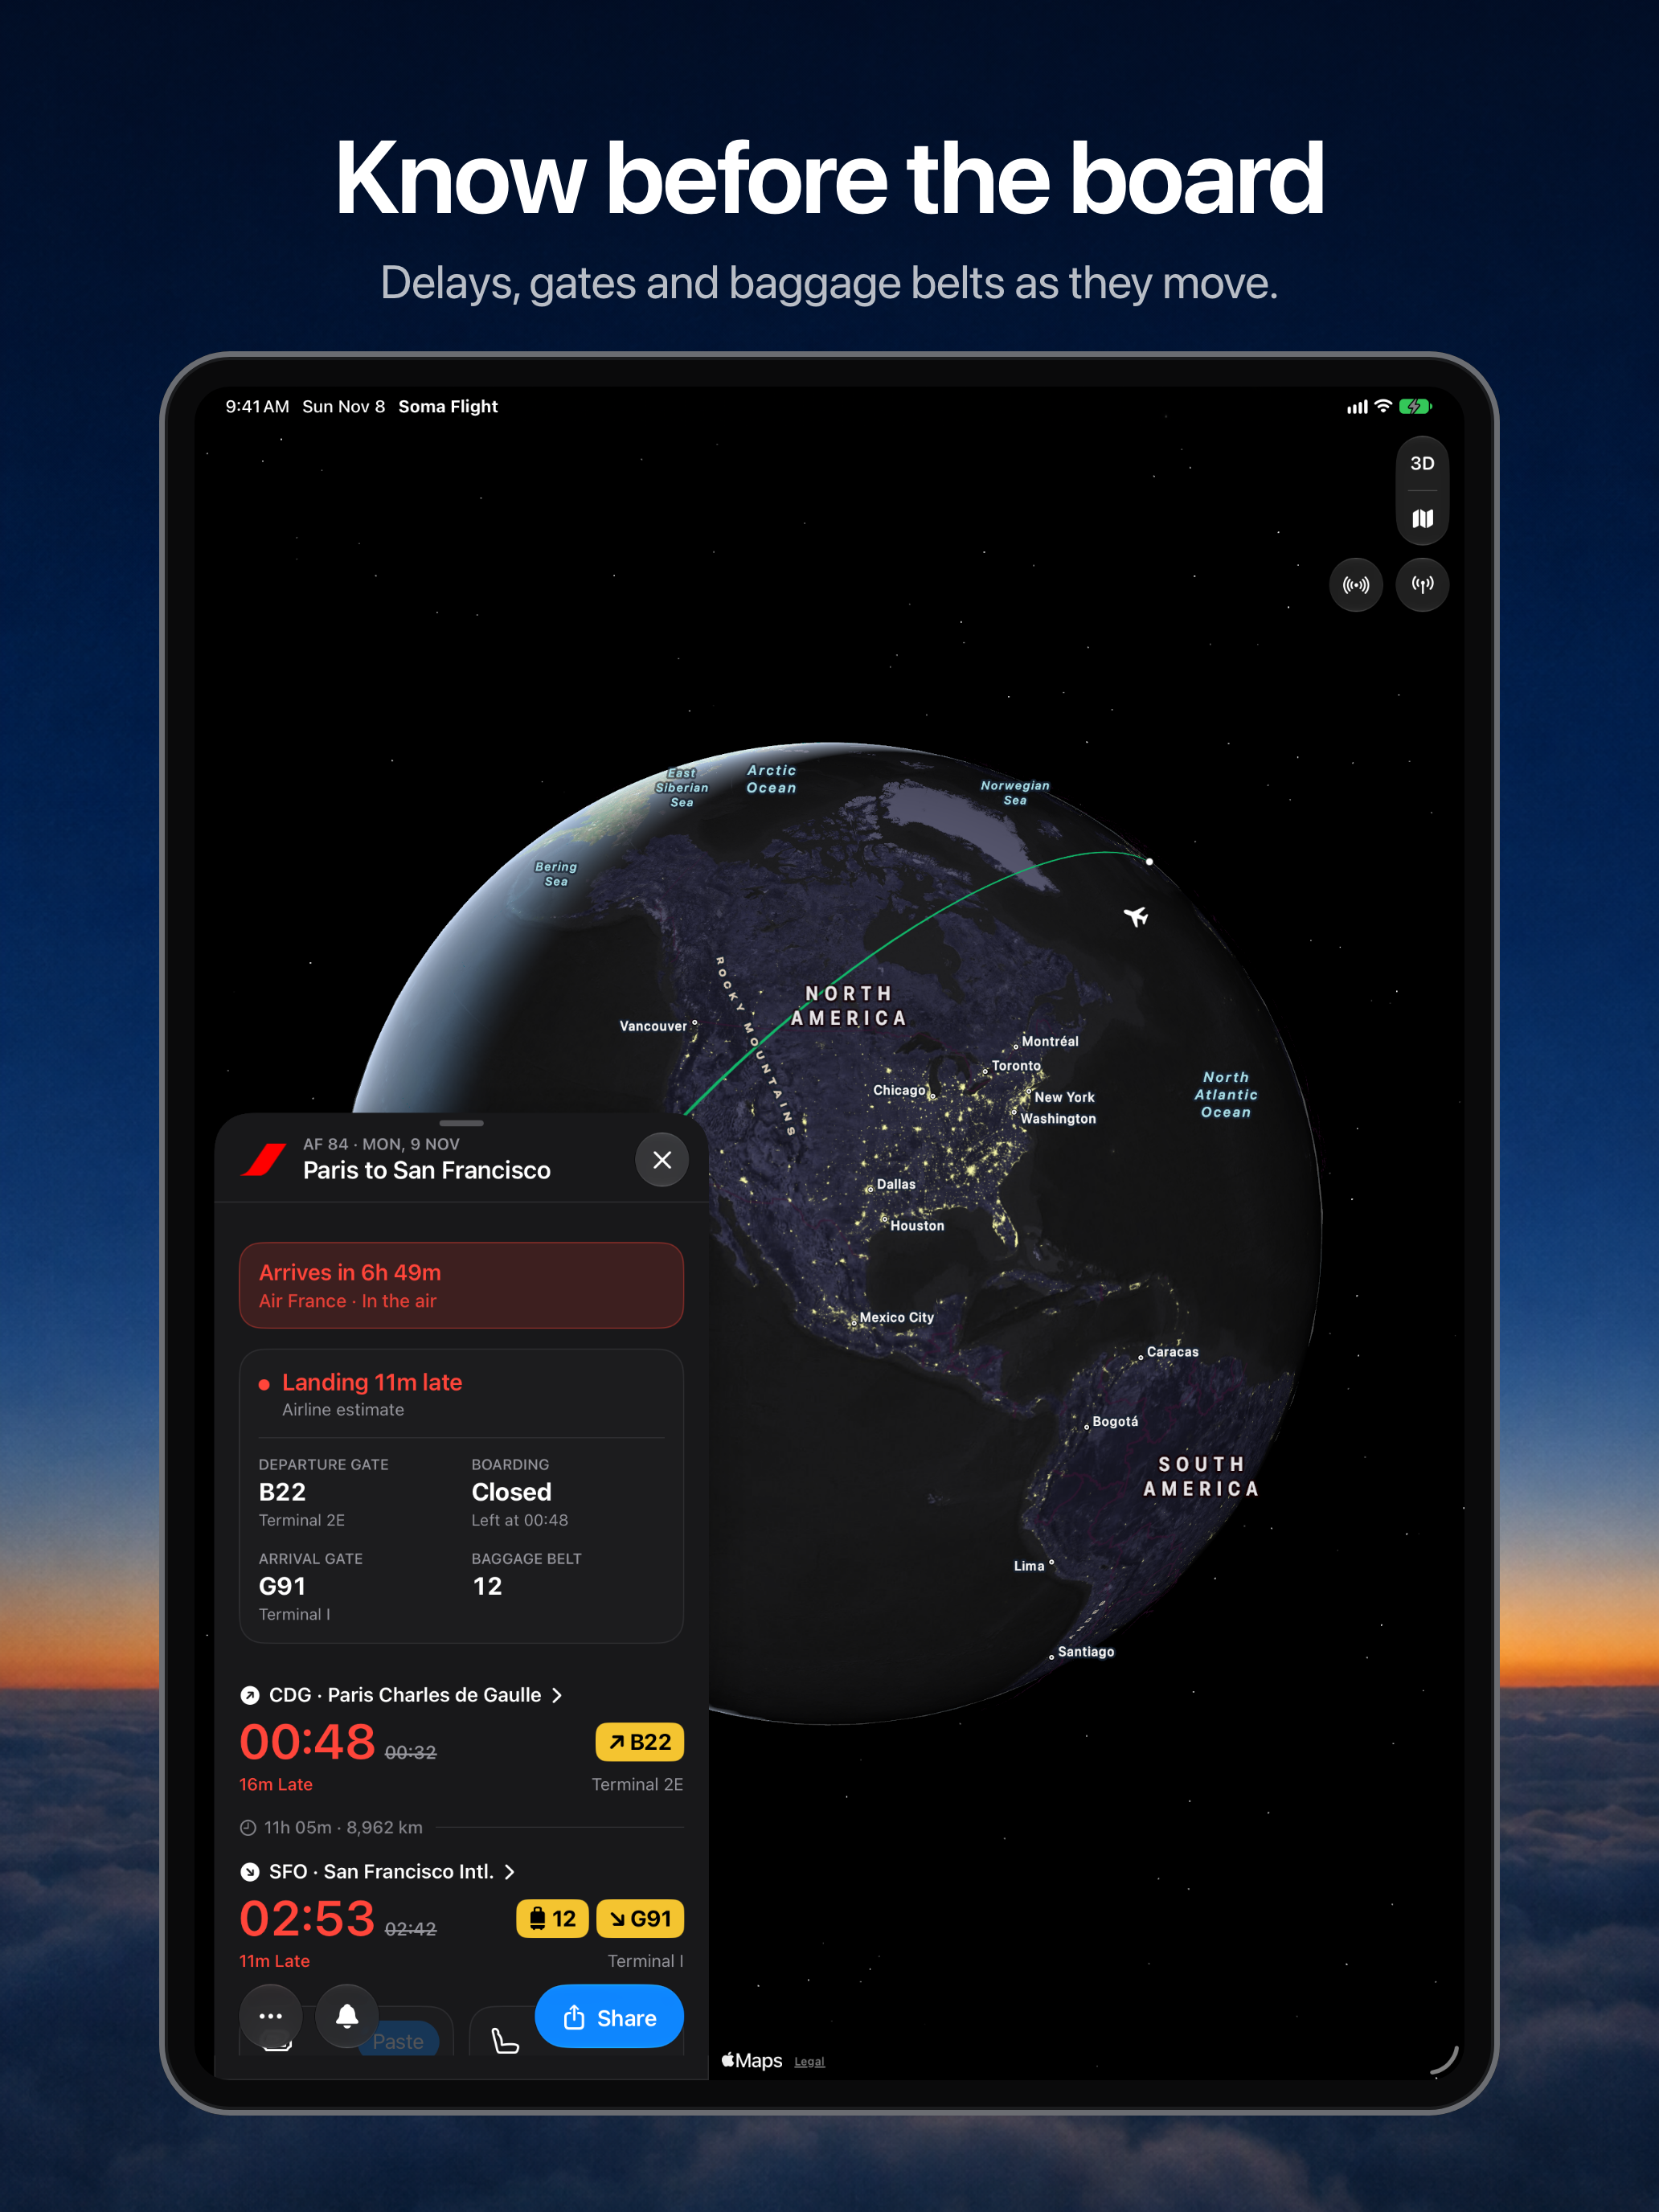 Know before the board
Delays, gates and baggage belts as they move.
9:41 AM Sun Nov 8 Soma Flight
3D
East
Siberian
Sea
Arctic
Ocean
Norwegian
Sea
Bering
Sea
ROCKY MOUNTAINS
NORTH
AMERICA
Vancouver
Montréal
Toronto
Chicago
New York
Washington
North
Atlantic
Ocean
Dallas
Houston
Mexico City
Caracas
Bogotá
SOUTH
AMERICA
Lima
Santiago
AF 84 · MON, 9 NOV
Paris to San Francisco
Arrives in 6h 49m
Air France · In the air
Landing 11m late
Airline estimate
DEPARTURE GATE BOARDING
B22 Closed
Terminal 2E Left at 00:48
ARRIVAL GATE BAGGAGE BELT
G91 12
Terminal I
CDG · Paris Charles de Gaulle
00:48 00:32 B22
16m Late Terminal 2E
11h 05m · 8,962 km
SFO · San Francisco Intl.
02:53 02:42 12 G91
11m Late Terminal I
Share
Paste
Maps Legal